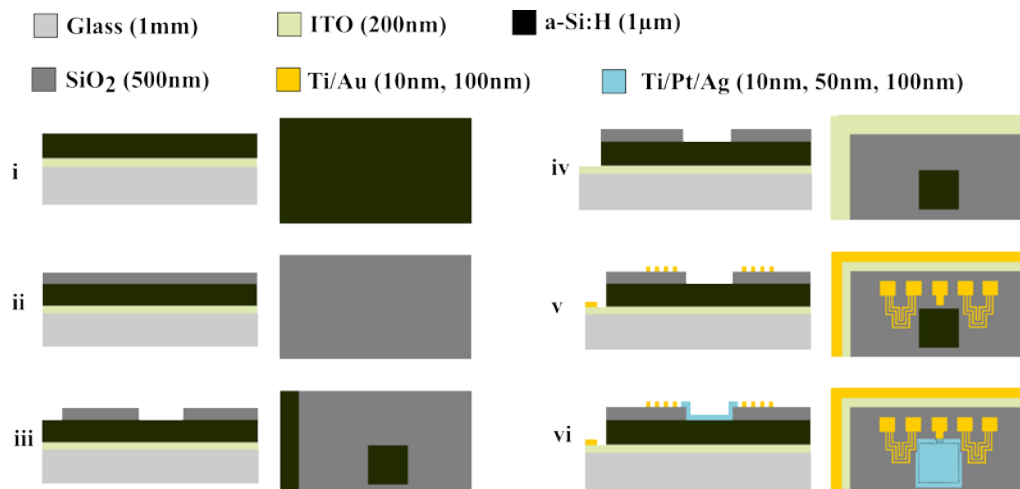 Glass (1mm) ITO (200nm) a-Si:H (1μm)
SiO₂ (500nm) Ti/Au (10nm, 100nm) Ti/Pt/Ag (10nm, 50nm, 100nm)
i
iv
ii
v
iii
vi